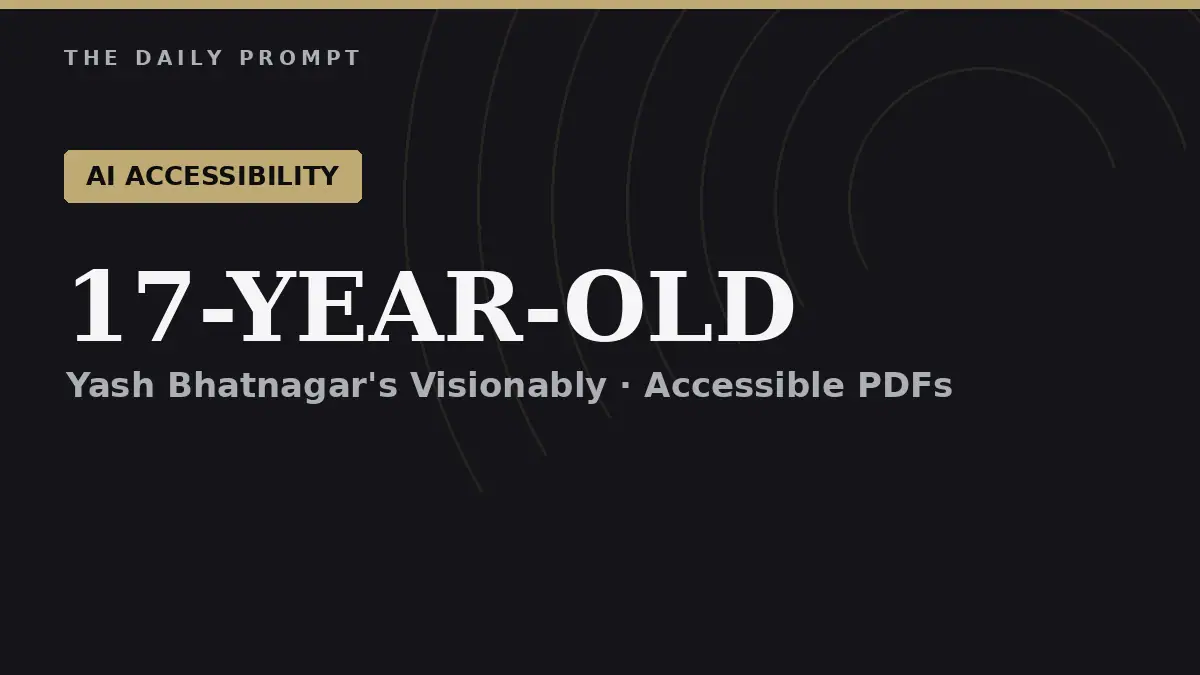 THE DAILY PROMPT
AI ACCESSIBILITY
17-YEAR-OLD
Yash Bhatnagar's Visionably · Accessible PDFs